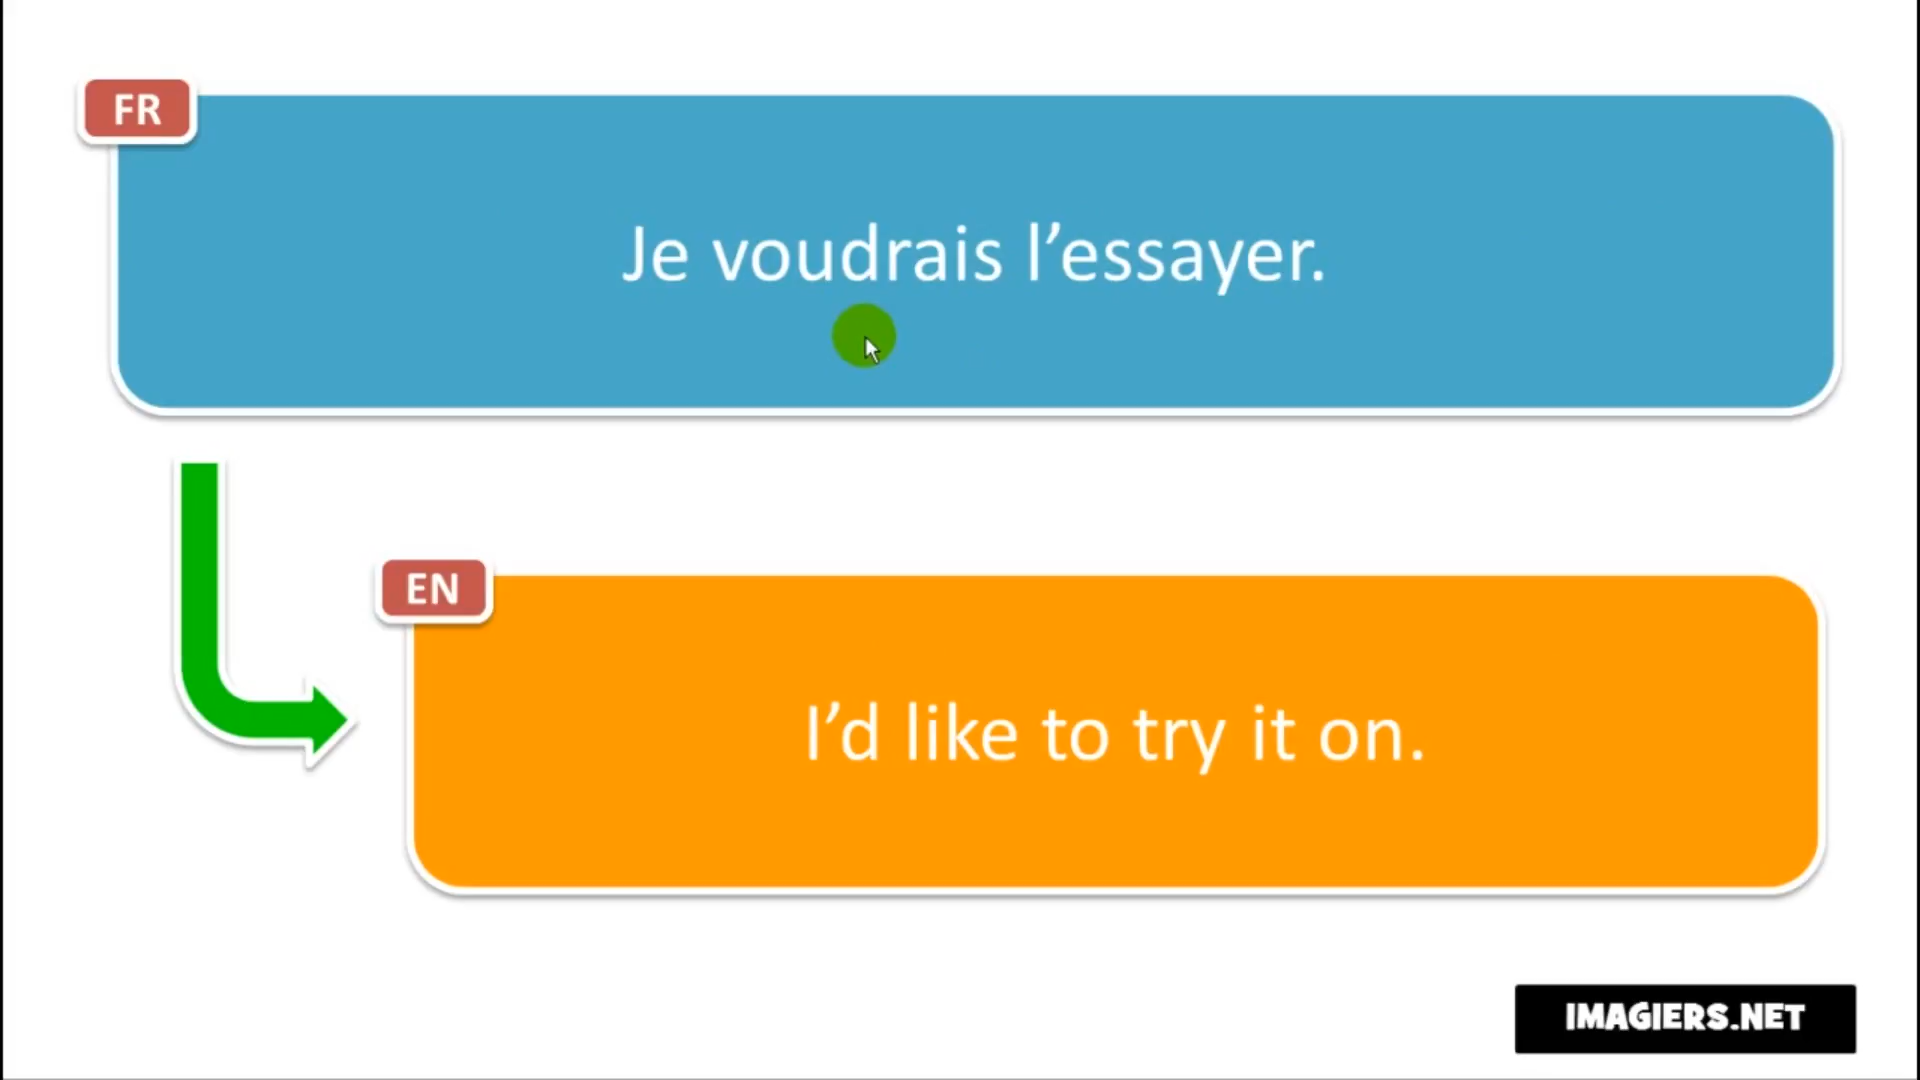 FR
Je voudrais l’essayer.
EN
I’d like to try it on.
IMAGIERS.NET